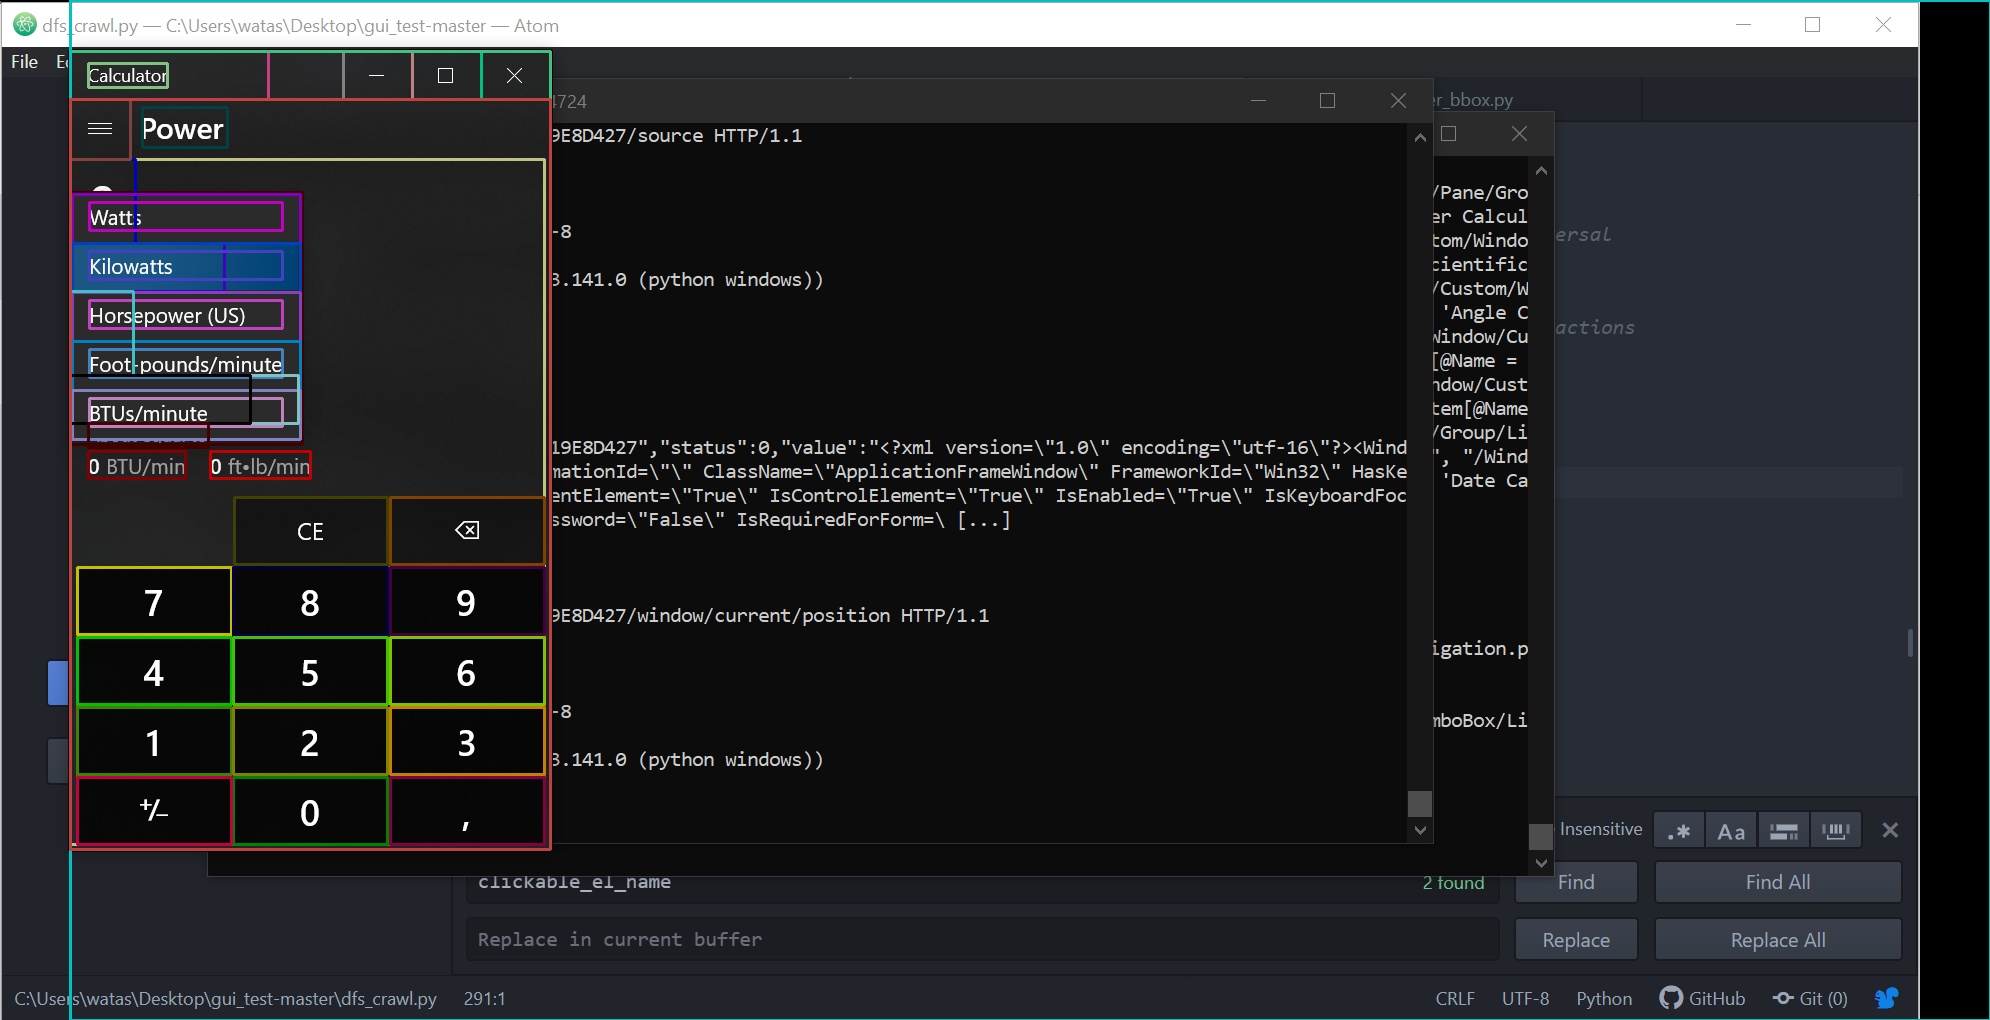 dfs_crawl.py — C:\Users\watas\Desktop\gui_test-master — Atom
File
Calculator
4724
er_bbox.py
Power
9E8D427/source HTTP/1.1
-8
3.141.0 (python windows))
Watts
Kilowatts
Horsepower (US)
Foot-pounds/minute
BTUs/minute
0 BTU/min
0 ft•lb/min
CE
7
8
9
4
5
6
1
2
3
+/−
0
,
19E8D427","status":0,"value":"<?xml version=\"1.0\" encoding=\"utf-16\"?><Wind
mationId=\"\" ClassName=\"ApplicationFrameWindow\" FrameworkId=\"Win32\" HasKe
entElement=\"True\" IsControlElement=\"True\" IsEnabled=\"True\" IsKeyboardFoc
ssword=\"False\" IsRequiredForForm=\ [...]
9E8D427/window/current/position HTTP/1.1
-8
3.141.0 (python windows))
/Pane/Gro
er Calcul
tom/Windo
cientific
/Custom/W
'Angle C
Window/Cu
[@Name =
ndow/Cust
tem[@Name
/Group/Li
", "/Wind
'Date Ca
igation.p
mboBox/Li
ersal
actions
Insensitive
.*
Aa
clickable_el_name
2 found
Find
Find All
Replace in current buffer
Replace
Replace All
C:\Users\watas\Desktop\gui_test-master\dfs_crawl.py
291:1
CRLF
UTF-8
Python
GitHub
Git (0)